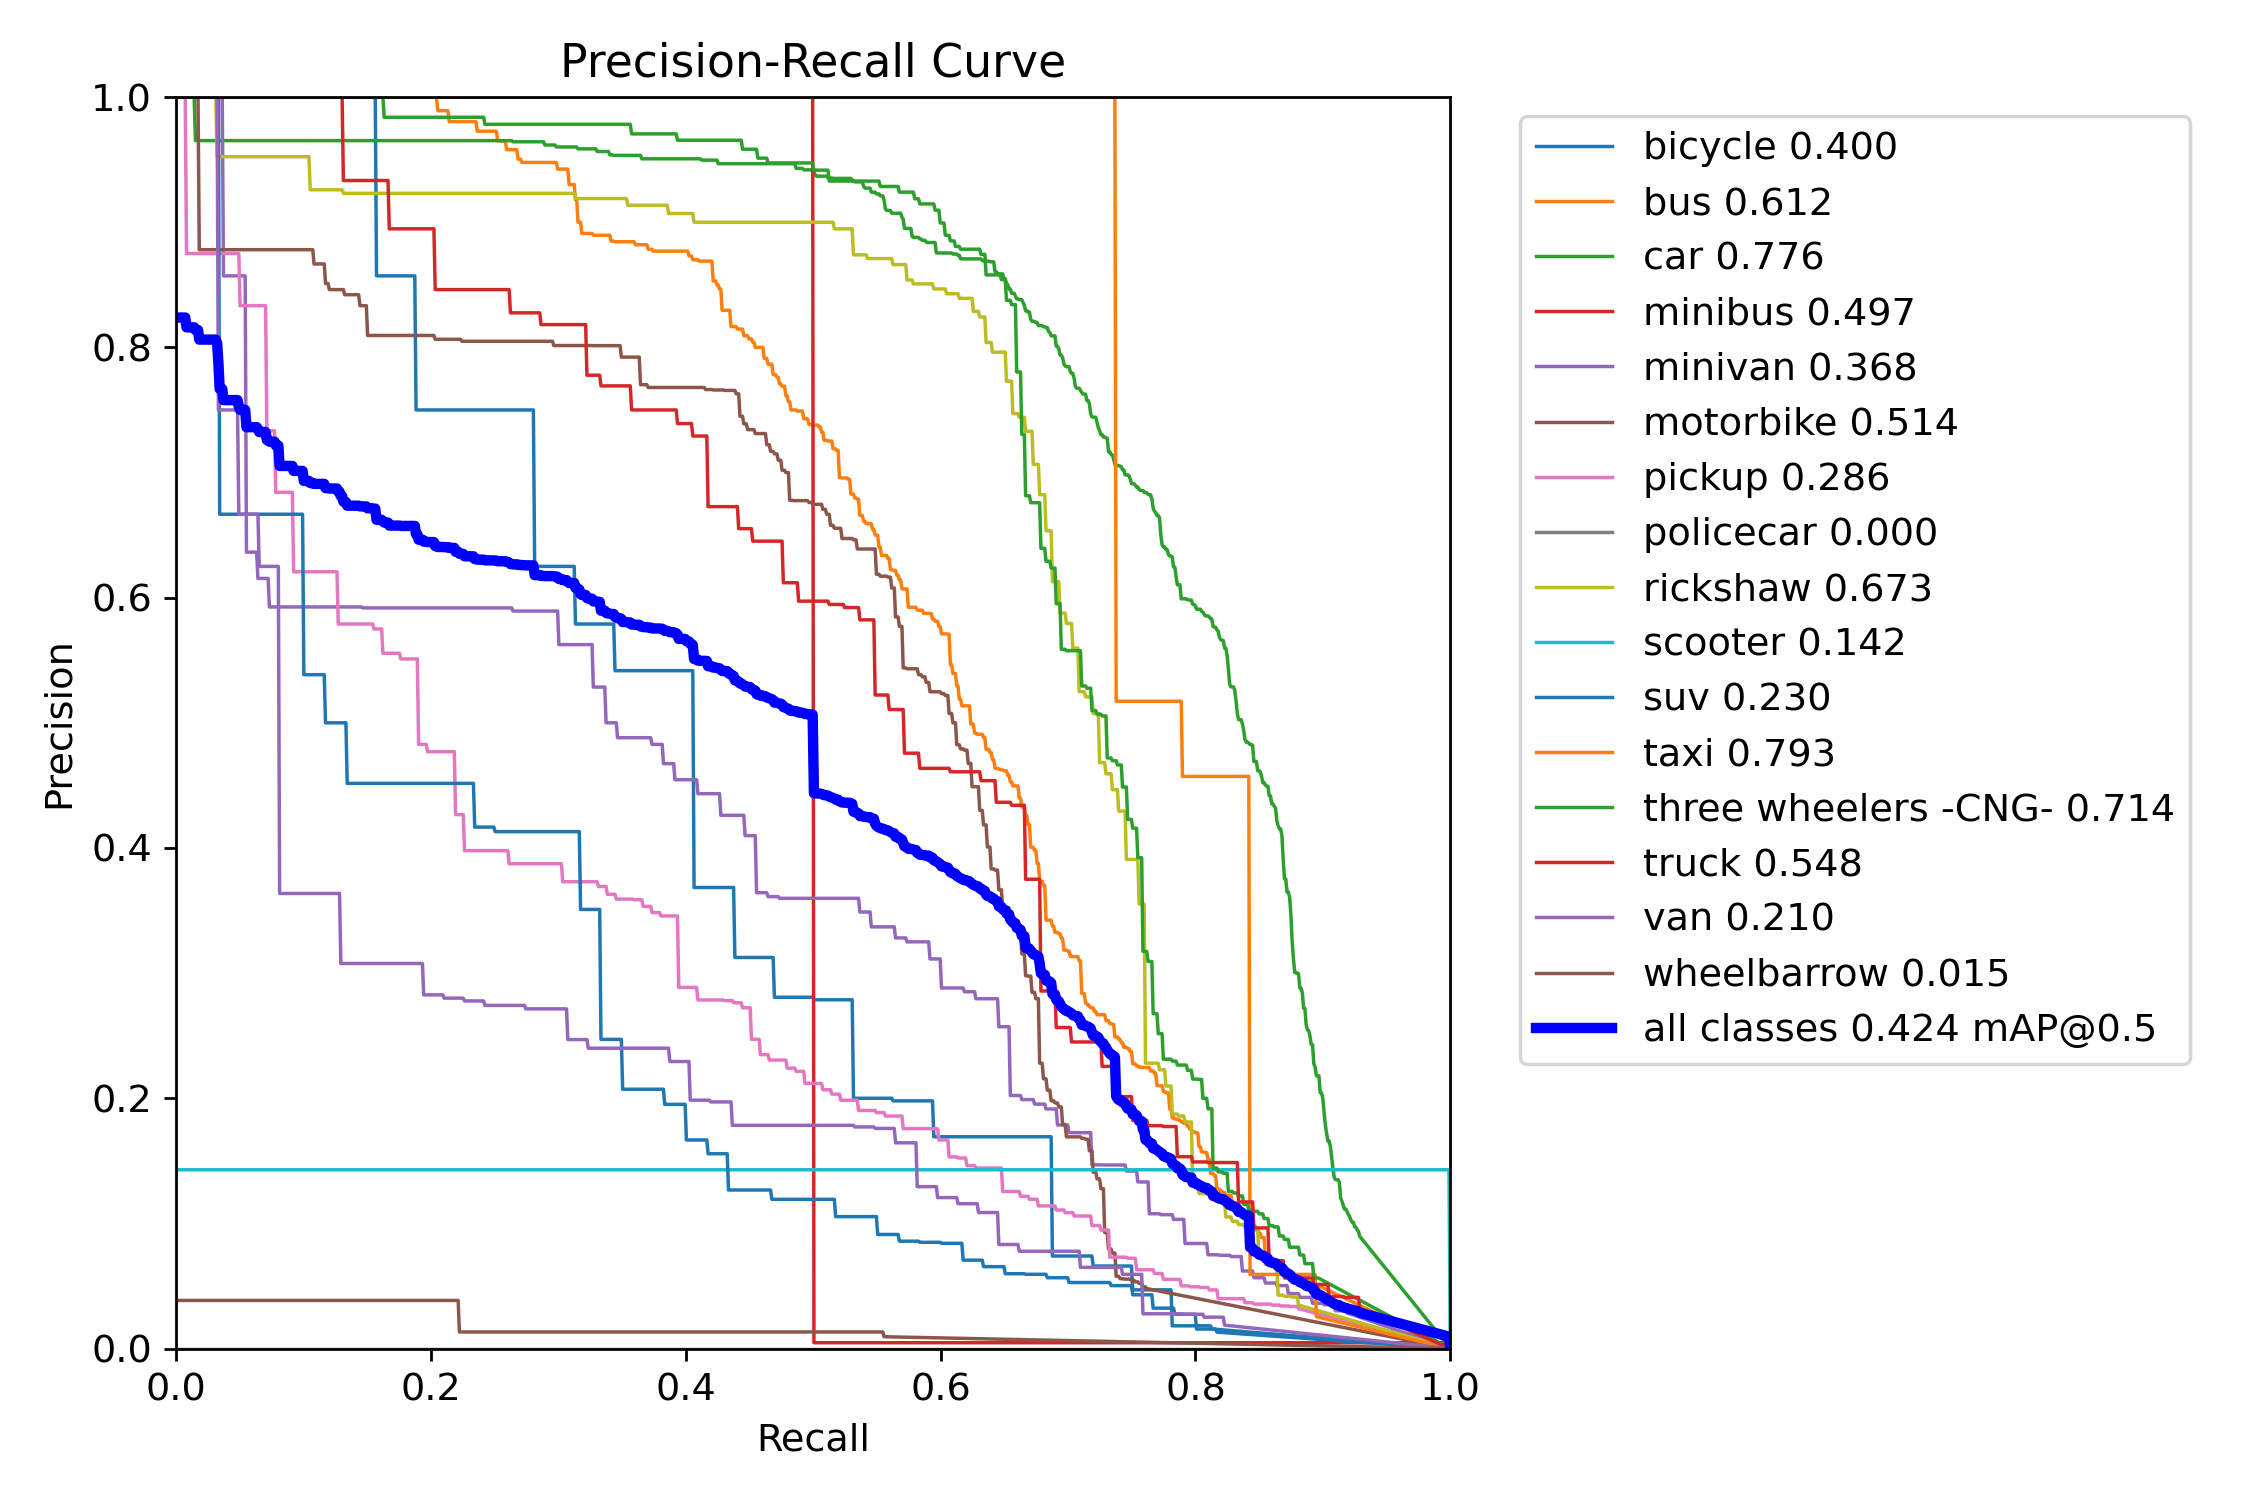 Precision-Recall Curve
1.0
0.8
0.6
0.4
0.2
0.0
Precision
0.0 0.2 0.4 0.6 0.8 1.0
Recall
bicycle 0.400
bus 0.612
car 0.776
minibus 0.497
minivan 0.368
motorbike 0.514
pickup 0.286
policecar 0.000
rickshaw 0.673
scooter 0.142
suv 0.230
taxi 0.793
three wheelers -CNG- 0.714
truck 0.548
van 0.210
wheelbarrow 0.015
all classes 0.424 mAP@0.5